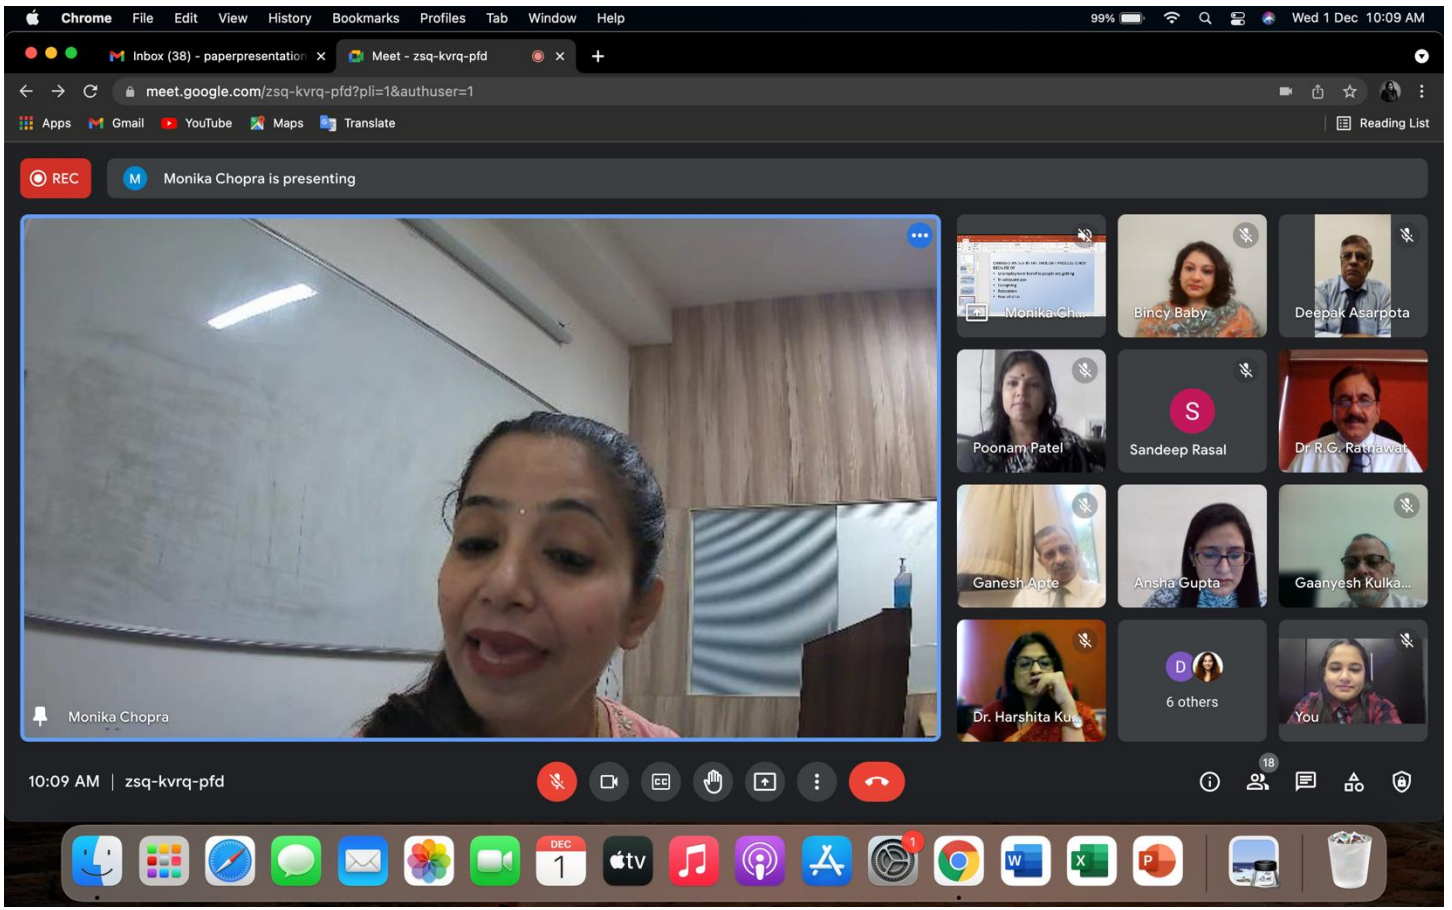 Chrome File Edit View History Bookmarks Profiles Tab Window Help 99% Wed 1 Dec 10:09 AM
Inbox (38) - paperpresentation Meet - zsq-kvrq-pfd
meet.google.com/zsq-kvrq-pfd?pli=1&authuser=1
Apps Gmail YouTube Maps Translate Reading List
REC M Monika Chopra is presenting
Monika Ch... Bincy Baby Deepak Asarpota
Poonam Patel S Sandeep Rasal Dr R.G. Ratnawat
Ganesh Apte Ansha Gupta Gaanyesh Kulka...
Dr. Harshita Ku... D 6 others You
Monika Chopra
10:09 AM | zsq-kvrq-pfd CC 18
DEC
1 tv 1 W X P